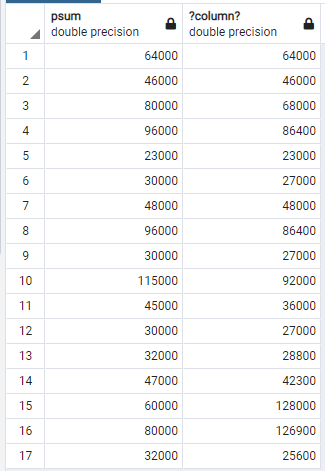 psum ?column?
double precision double precision
1 64000 64000
2 46000 46000
3 80000 68000
4 96000 86400
5 23000 23000
6 30000 27000
7 48000 48000
8 96000 86400
9 30000 27000
10 115000 92000
11 45000 36000
12 30000 27000
13 32000 28800
14 47000 42300
15 60000 128000
16 80000 126900
17 32000 25600